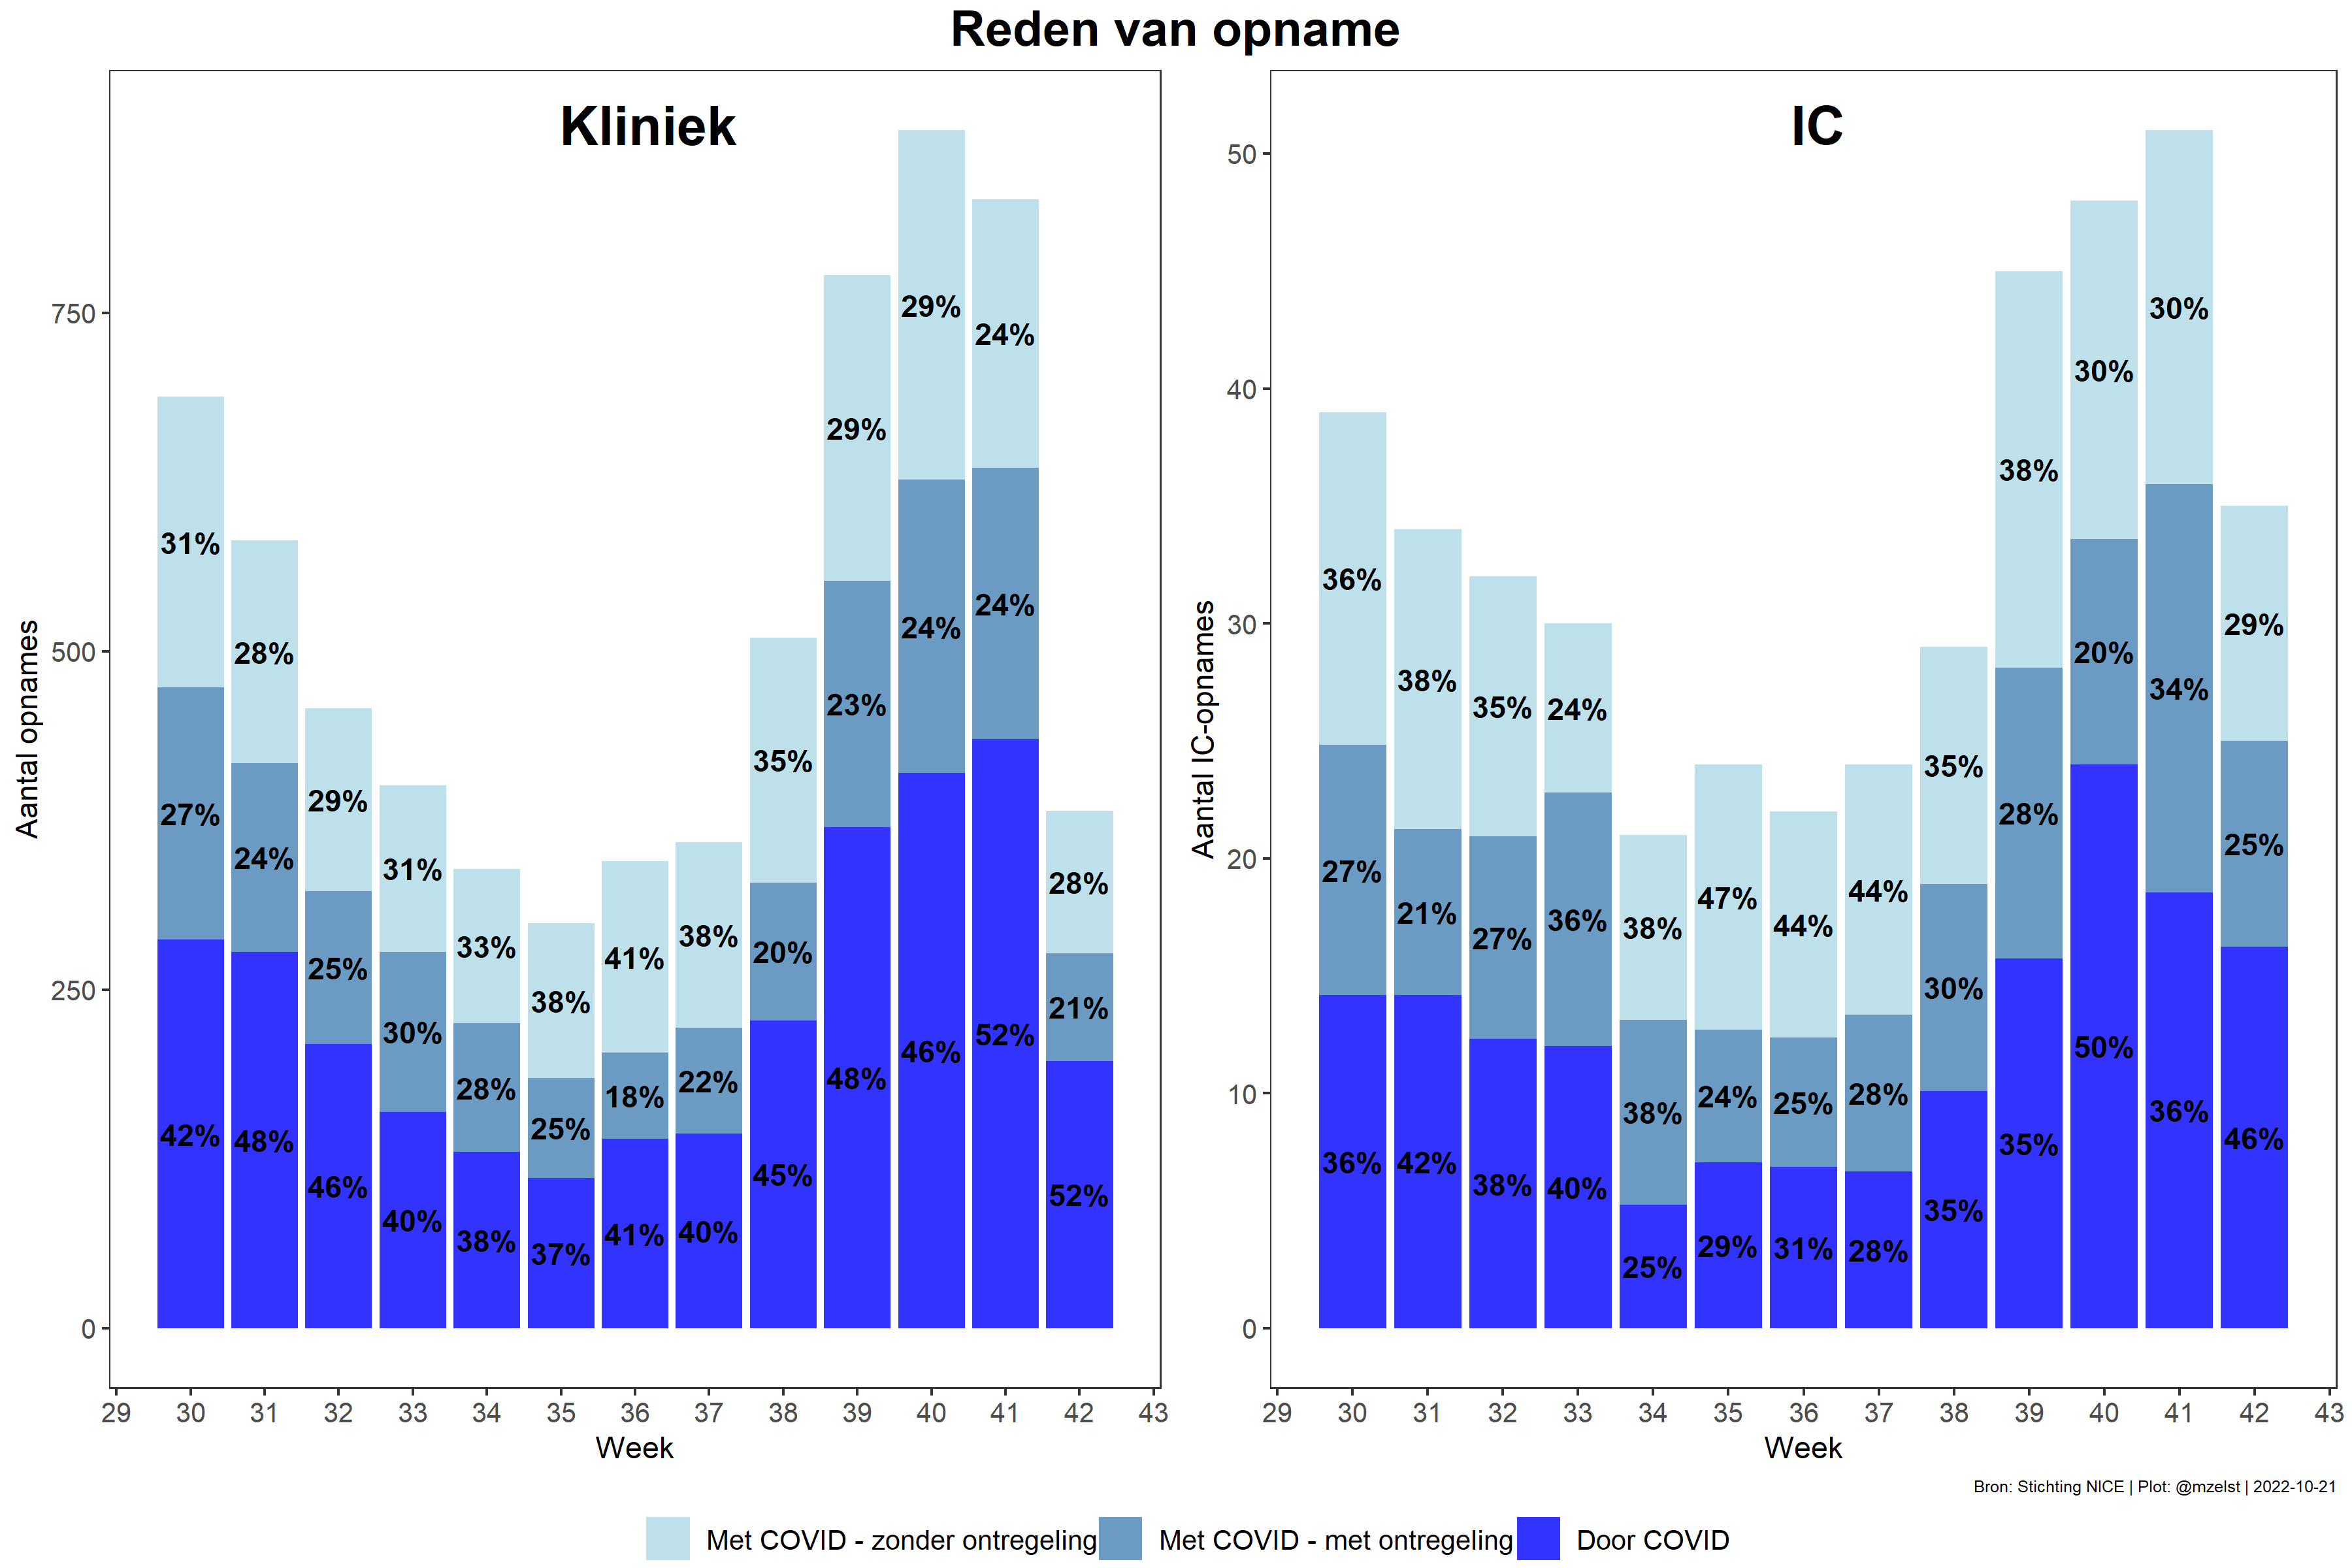 Reden van opname
Kliniek
Aantal opnames
750
500
250
0
31% 28% 29% 31% 33% 38% 41% 38% 35% 29% 29% 24% 28%
27% 24% 25% 30% 28% 25% 18% 22% 20% 23% 24% 24% 21%
42% 48% 46% 40% 38% 37% 41% 40% 45% 48% 46% 52% 52%
29 30 31 32 33 34 35 36 37 38 39 40 41 42 43
Week
IC
Aantal IC-opnames
50
40
30
20
10
0
36% 38% 35% 24% 38% 47% 44% 44% 35% 38% 30% 30% 29%
27% 21% 27% 36% 38% 24% 25% 28% 30% 28% 20% 34% 25%
36% 42% 38% 40% 25% 29% 31% 28% 35% 35% 50% 36% 46%
29 30 31 32 33 34 35 36 37 38 39 40 41 42 43
Week
Bron: Stichting NICE | Plot: @mzelst | 2022-10-21
Met COVID - zonder ontregeling Met COVID - met ontregeling Door COVID